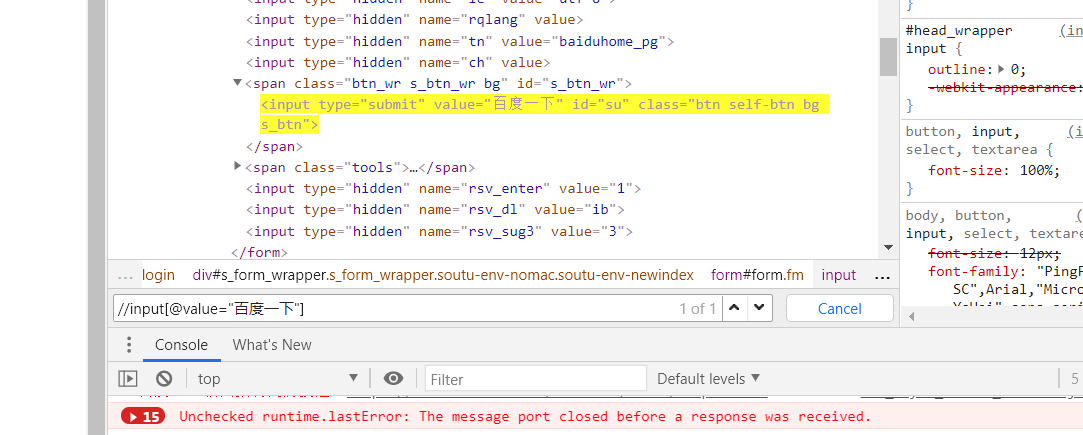 <input type="hidden" name="ie" value="utf-8">
<input type="hidden" name="rqlang" value>
<input type="hidden" name="tn" value="baiduhome_pg">
<input type="hidden" name="ch" value>
<span class="btn_wr s_btn_wr bg" id="s_btn_wr">
<input type="submit" value="百度一下" id="su" class="btn self-btn bg
s_btn">
</span>
<span class="tools">…</span>
<input type="hidden" name="rsv_enter" value="1">
<input type="hidden" name="rsv_dl" value="ib">
<input type="hidden" name="rsv_sug3" value="3">
</form>
... login div#s_form_wrapper.s_form_wrapper.soutu-env-nomac.soutu-env-newindex form#form.fm input ...
//input[@value="百度一下"] 1 of 1 Cancel
}
#head_wrapper (in
input {
outline: 0;
-webkit-appearance:
}
button, input, (i
select, textarea {
font-size: 100%;
}
body, button, (
input, select, textare
font-size: 12px;
font-family: "PingF
SC",Arial,"Micro
Console What's New
top Filter Default levels 5
15 Unchecked runtime.lastError: The message port closed before a response was received.